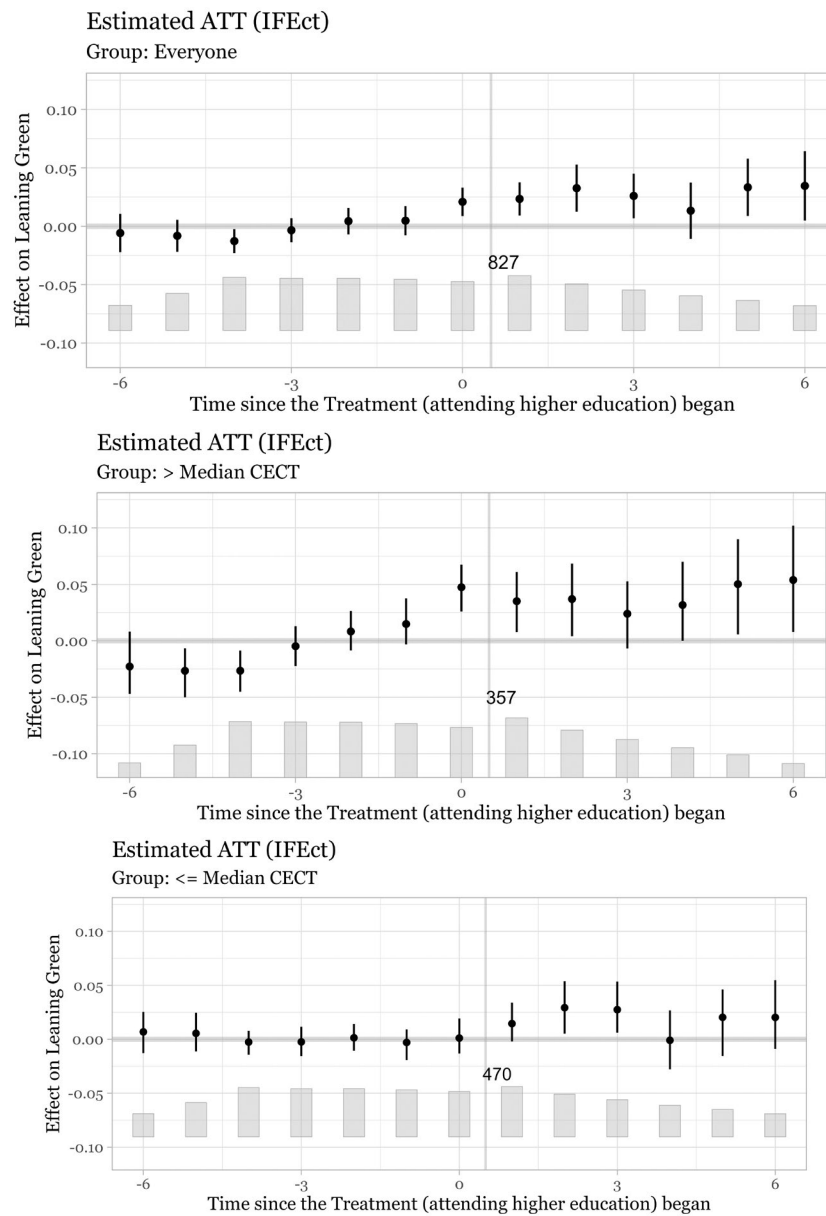 Estimated ATT (IFEct)
Group: Everyone
Effect on Leaning Green
0.10
0.05
0.00
-0.05
-0.10
827
-6 -3 0 3 6
Time since the Treatment (attending higher education) began
Estimated ATT (IFEct)
Group: > Median CECT
Effect on Leaning Green
0.10
0.05
0.00
-0.05
-0.10
357
-6 -3 0 3 6
Time since the Treatment (attending higher education) began
Estimated ATT (IFEct)
Group: <= Median CECT
Effect on Leaning Green
0.10
0.05
0.00
-0.05
-0.10
470
-6 -3 0 3 6
Time since the Treatment (attending higher education) began